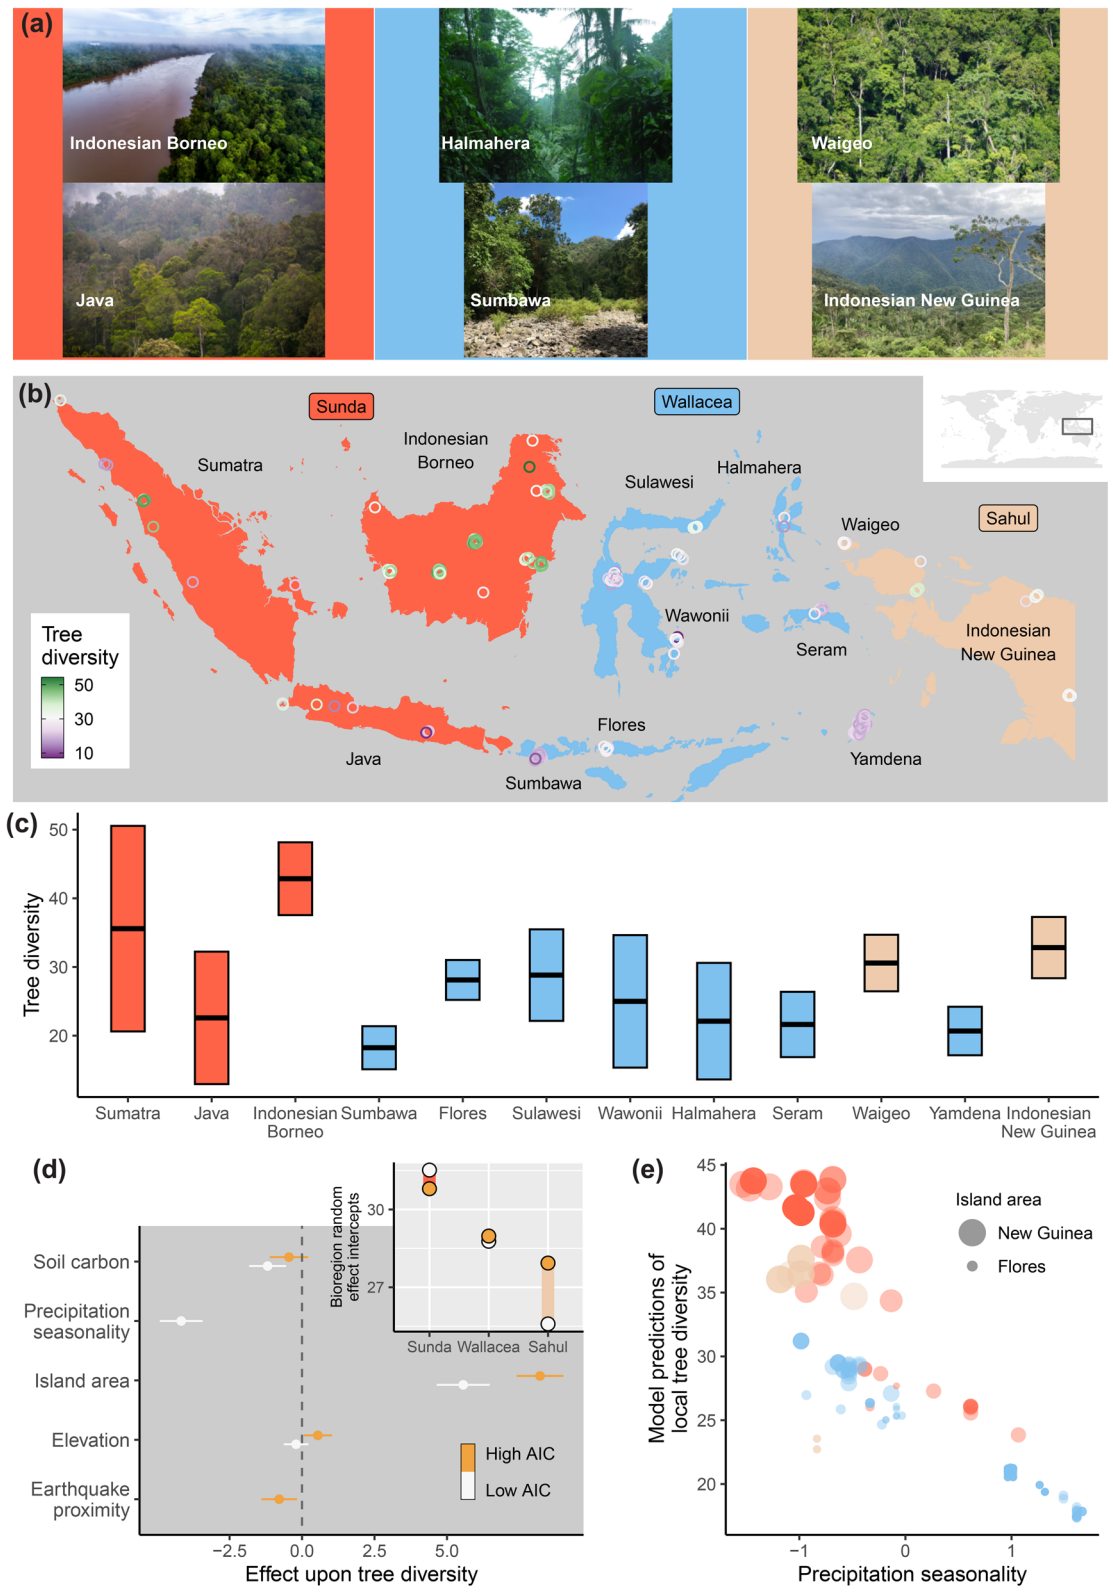 (a)
Indonesian Borneo
Halmahera
Waigeo
Java
Sumbawa
Indonesian New Guinea
(b)
Sunda
Wallacea
Sahul
Sumatra
Indonesian
Borneo
Sulawesi
Halmahera
Waigeo
Wawonii
Seram
Indonesian
New Guinea
Java
Flores
Sumbawa
Yamdena
Tree
diversity
50
30
10
(c)
Tree diversity
50
40
30
20
Sumatra
Java
Indonesian
Borneo
Sumbawa
Flores
Sulawesi
Wawonii
Halmahera
Seram
Waigeo
Yamdena
Indonesian
New Guinea
(d)
Bioregion random
effect intercepts
30
27
Sunda
Wallacea
Sahul
Soil carbon
Precipitation
seasonality
Island area
Elevation
Earthquake
proximity
High AIC
Low AIC
−2.5
0.0
2.5
5.0
Effect upon tree diversity
(e)
Model predictions of
local tree diversity
45
40
35
30
25
20
Island area
New Guinea
Flores
−1
0
1
Precipitation seasonality